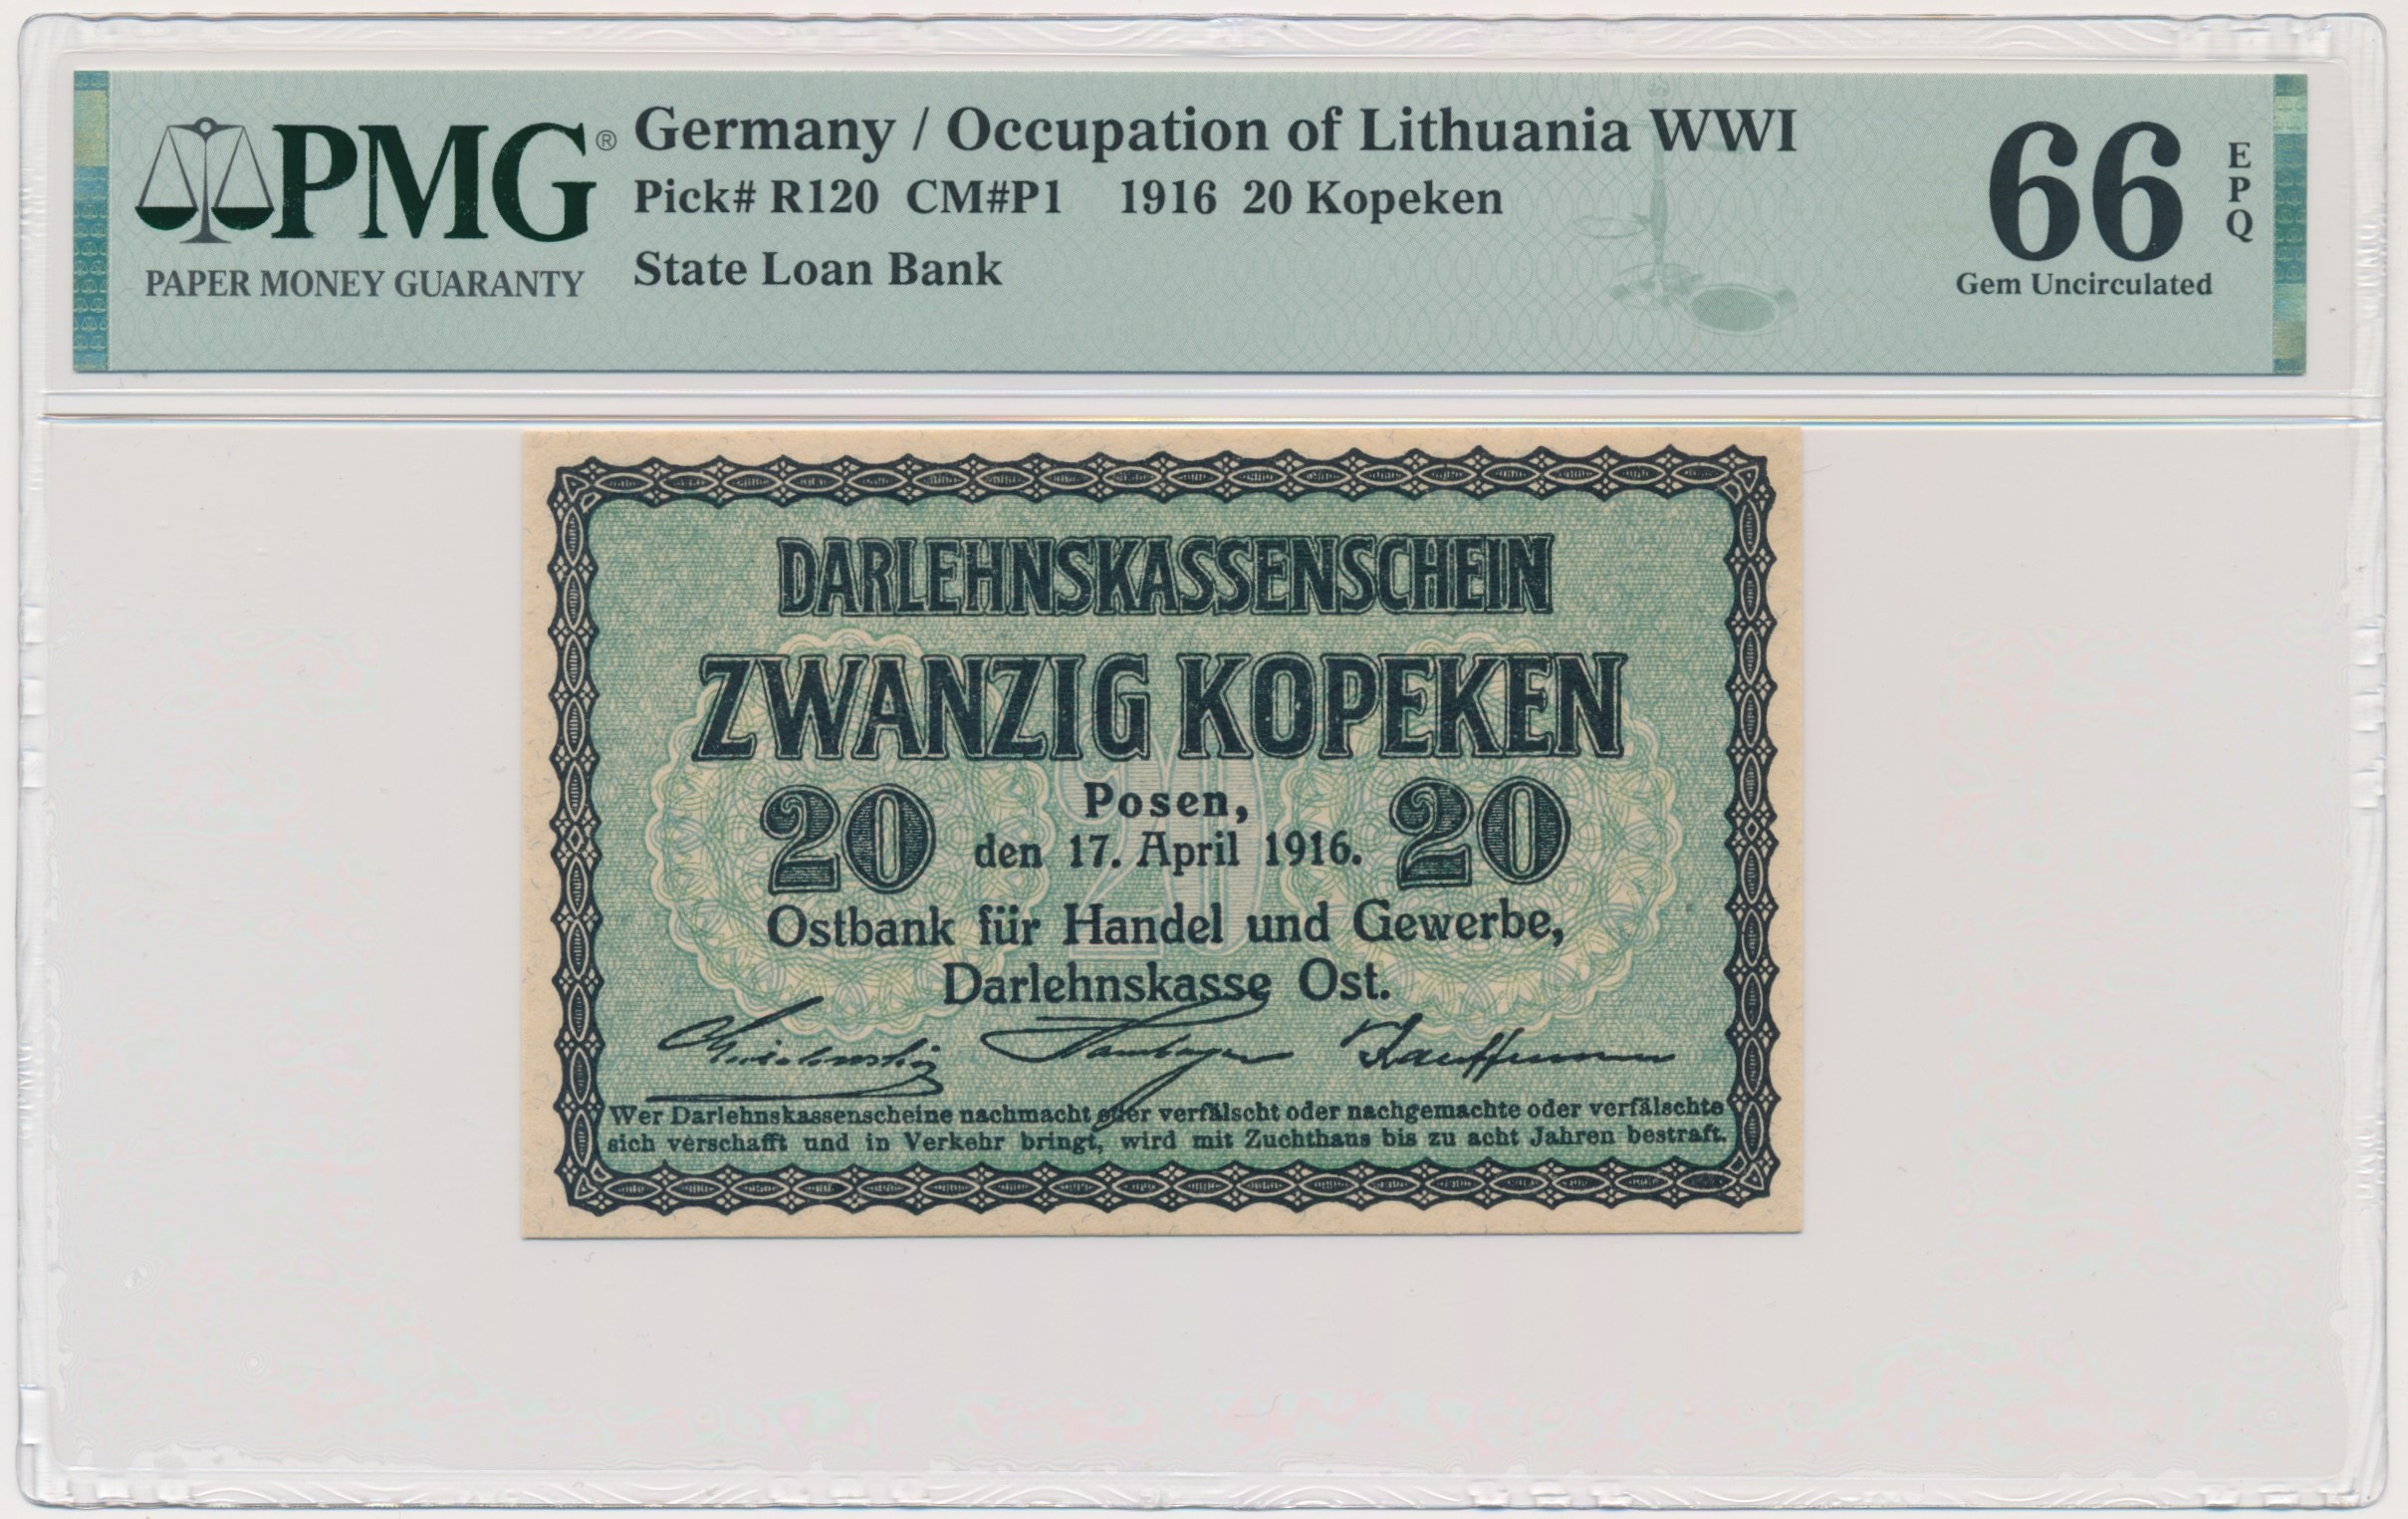 PMG®
PAPER MONEY GUARANTY
Germany / Occupation of Lithuania WWI
Pick# R120 CM#P1 1916 20 Kopeken
State Loan Bank
66
EPQ
Gem Uncirculated
DARLEHNSKASSENSCHEIN
ZWANZIG KOPEKEN
20
Posen,
den 17. April 1916.
20
20
Ostbank für Handel und Gewerbe,
Darlehnskasse Ost.
Kauffmann
Wer Darlehnskassenscheine nachmacht oder verfälscht oder nachgemachte oder verfälschte
sich verschafft und in Verkehr bringt, wird mit Zuchthaus bis zu acht Jahren bestraft.